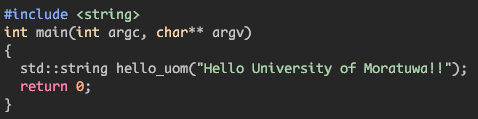 #include <string>
int main(int argc, char** argv)
{
  std::string hello_uom("Hello University of Moratuwa!!");
  return 0;
}